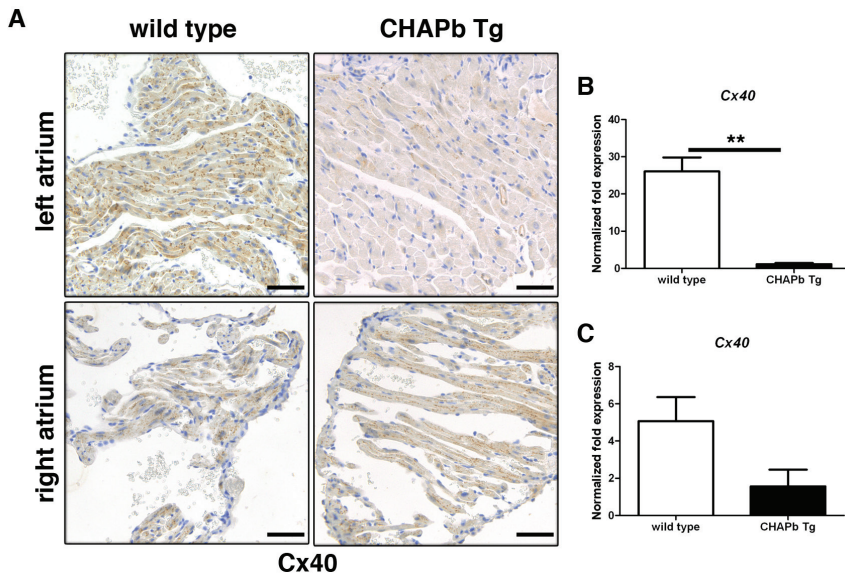 A
wild type
CHAPb Tg
left atrium
right atrium
Cx40
B
Cx40
Normalized fold expression
40
30
20
10
0
**
wild type
CHAPb Tg
C
Cx40
Normalized fold expression
8
6
4
2
0
wild type
CHAPb Tg